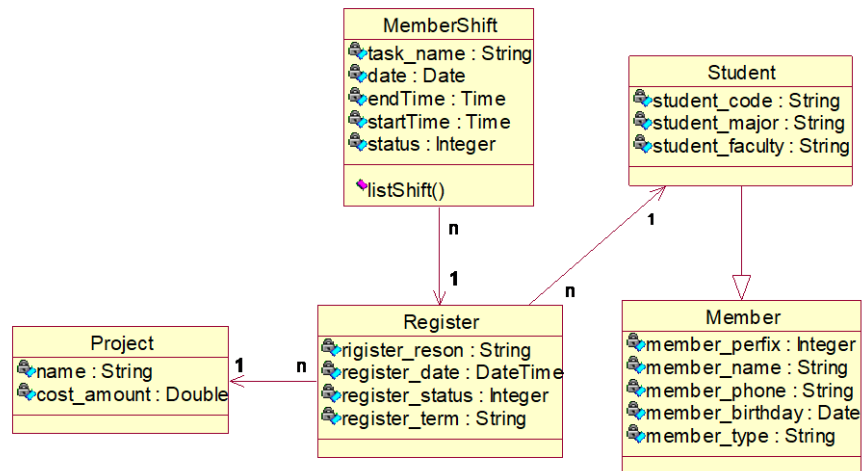 MemberShift
task_name : String
date : Date
endTime : Time
startTime : Time
status : Integer
listShift()
n
1
Student
student_code : String
student_major : String
student_faculty : String
1
n
Project
name : String
cost_amount : Double
1
n
Register
rigister_reson : String
register_date : DateTime
register_status : Integer
register_term : String
Member
member_perfix : Integer
member_name : String
member_phone : String
member_birthday : Date
member_type : String